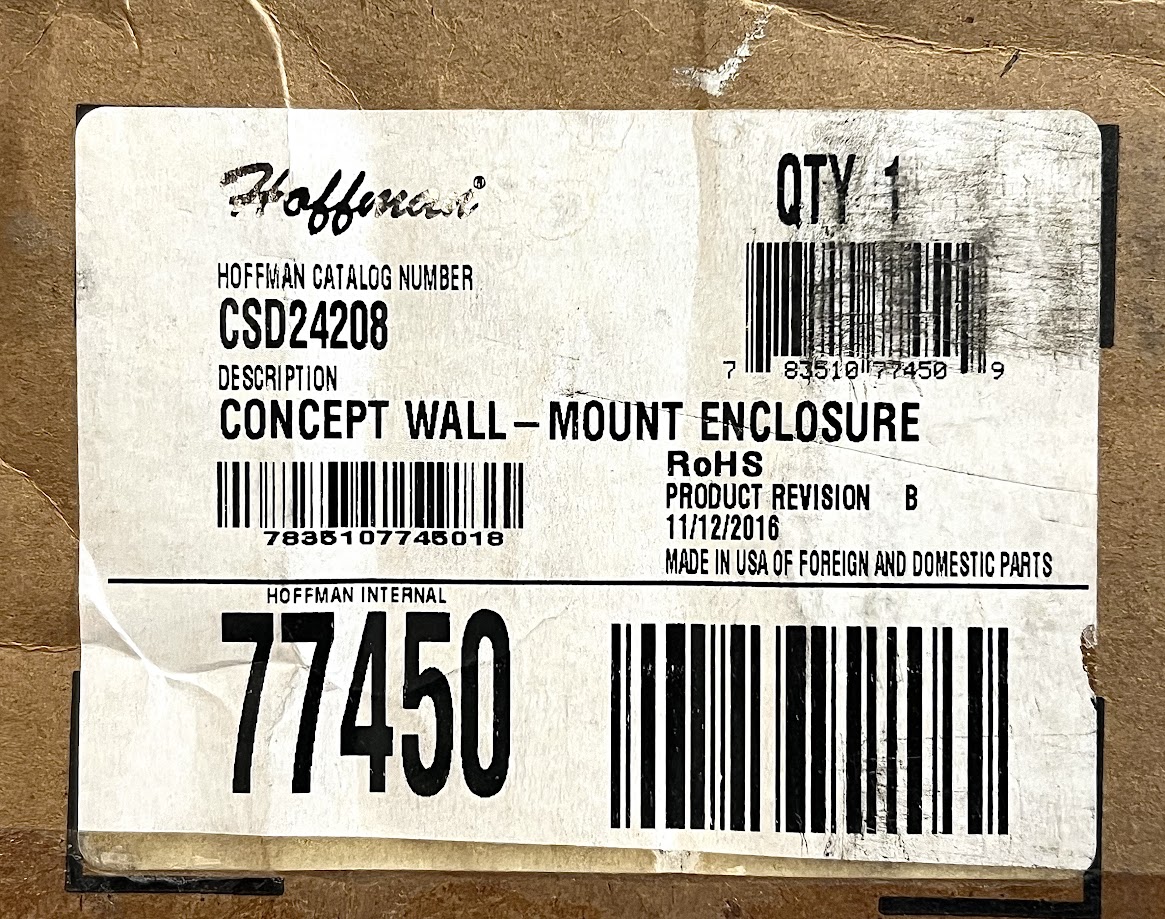 Hoffman®
QTY 1
HOFFMAN CATALOG NUMBER
CSD24208
7 83510 77450 9
DESCRIPTION
CONCEPT WALL-MOUNT ENCLOSURE
RoHS
PRODUCT REVISION B
11/12/2016
7835107745018
MADE IN USA OF FOREIGN AND DOMESTIC PARTS
HOFFMAN INTERNAL
77450